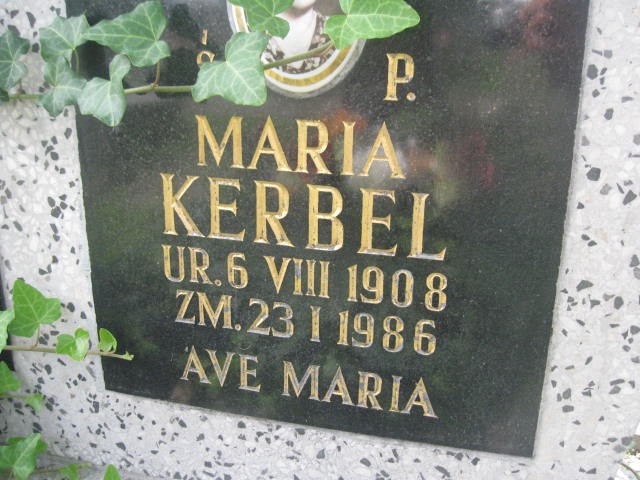 P.
MARIA
KERBEL
UR. 6 VIII 1908
ZM. 23 I 1986
AVE MARIA